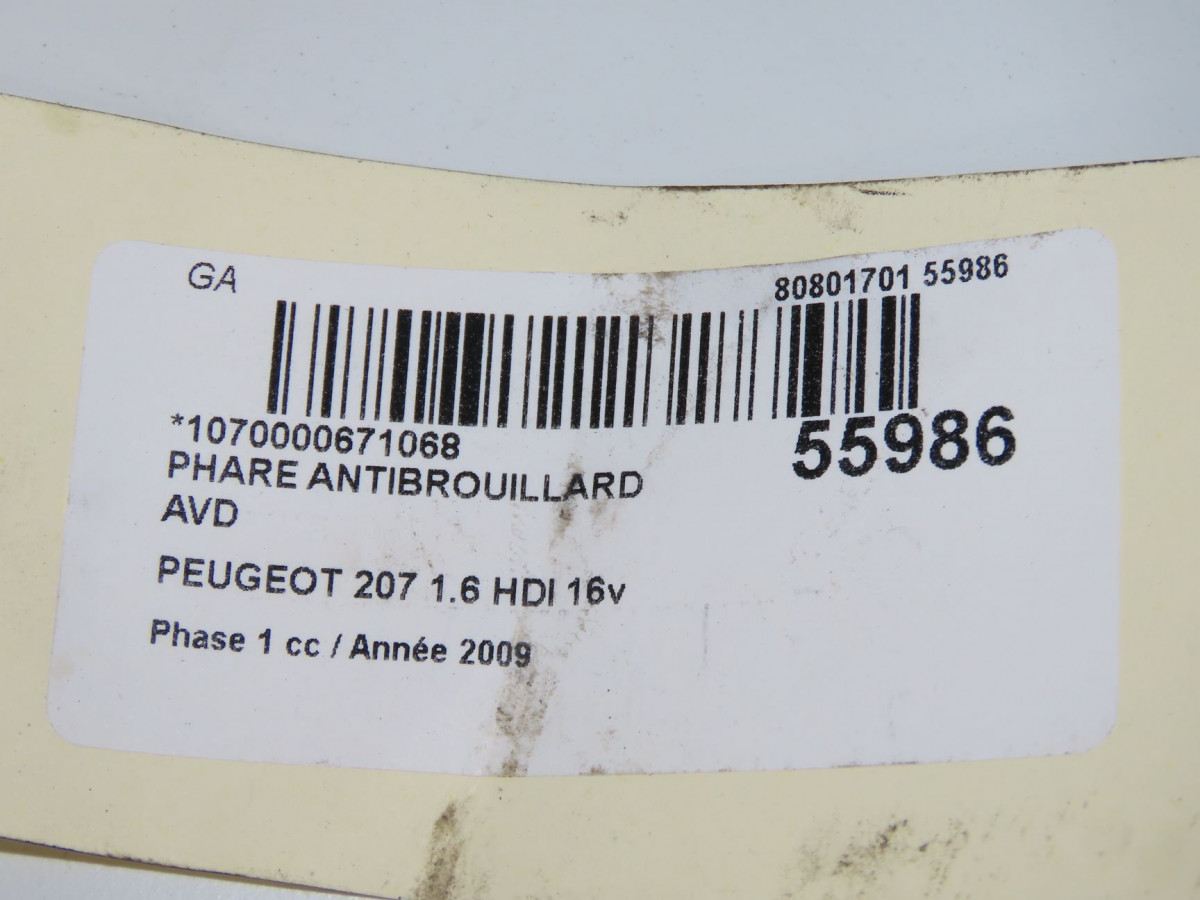 GA
80801701 55986
*1070000671068
55986
PHARE ANTIBROUILLARD
AVD
PEUGEOT 207 1.6 HDI 16v
Phase 1 cc / Année 2009